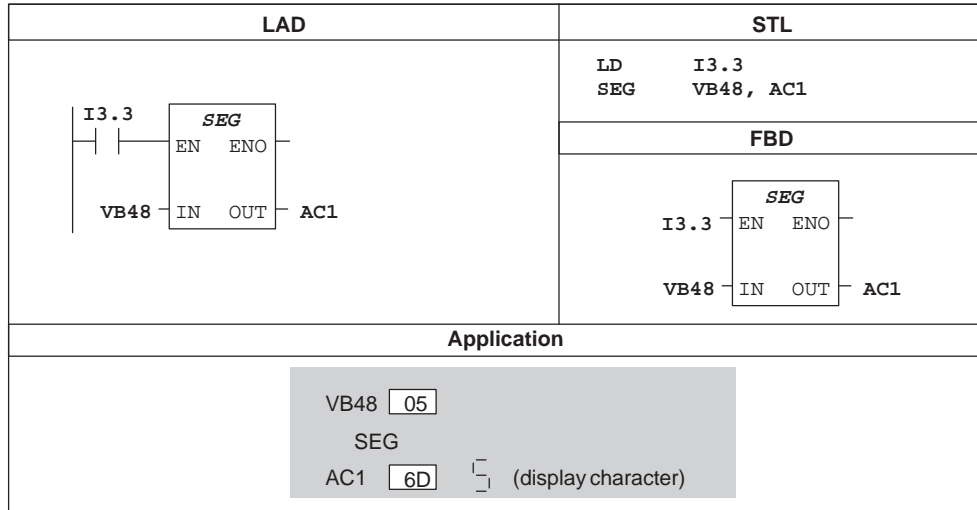 LAD
I3.3
SEG
EN ENO
VB48 IN OUT AC1
STL
LD I3.3
SEG VB48, AC1
FBD
SEG
I3.3 EN ENO
VB48 IN OUT AC1
Application
VB48 05
SEG
AC1 6D (display character)